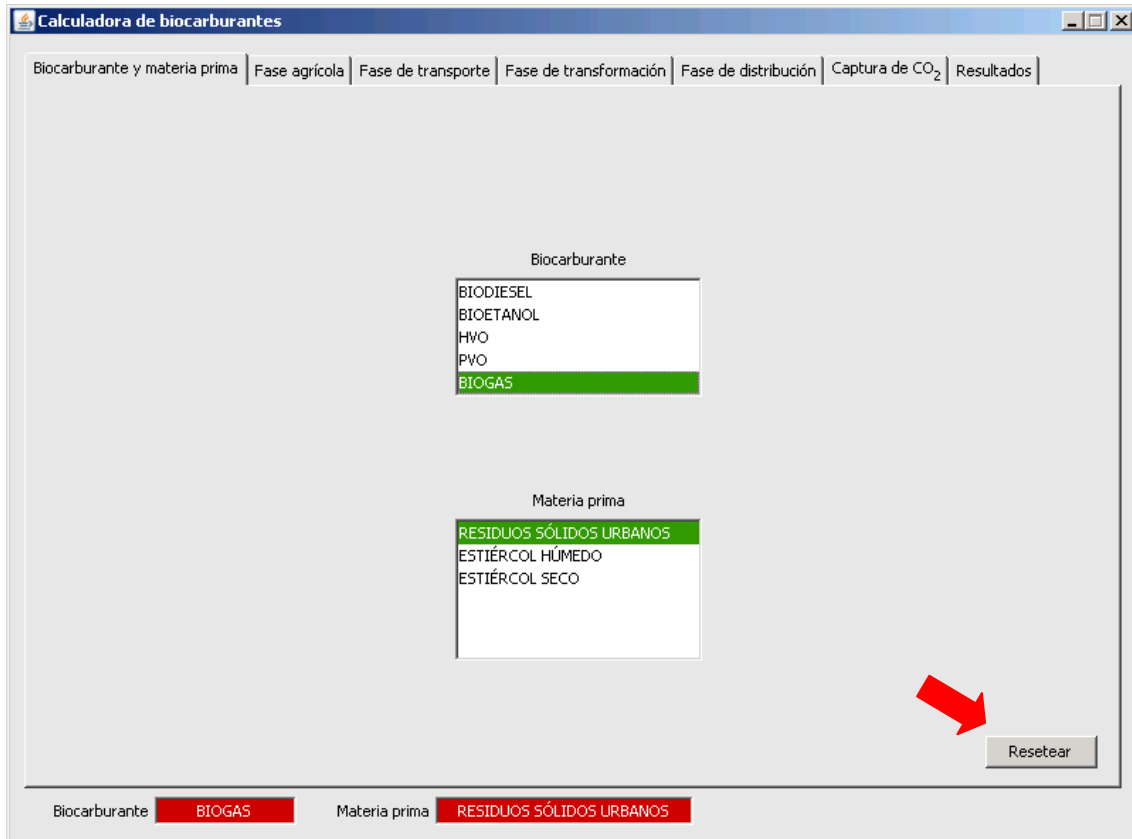 Calculadora de biocarburantes
Biocarburante y materia prima Fase agrícola Fase de transporte Fase de transformación Fase de distribución Captura de CO2 Resultados
Biocarburante
BIODIESEL
BIOETANOL
HVO
PVO
BIOGAS
Materia prima
RESIDUOS SÓLIDOS URBANOS
ESTIÉRCOL HÚMEDO
ESTIÉRCOL SECO
Resetear
Biocarburante BIOGAS Materia prima RESIDUOS SÓLIDOS URBANOS